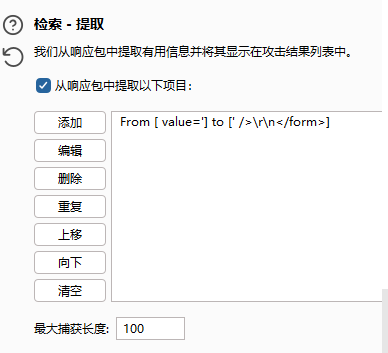 检索 - 提取
我们从响应包中提取有用信息并将其显示在攻击结果列表中。
从响应包中提取以下项目：
添加
From [ value='] to [' />\r\n</form>]
编辑
删除
重复
上移
向下
清空
最大捕获长度: 100